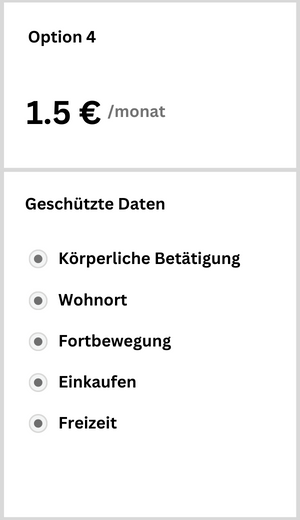 Option 4
1.5 € /monat
Geschützte Daten
Körperliche Betätigung
Wohnort
Fortbewegung
Einkaufen
Freizeit